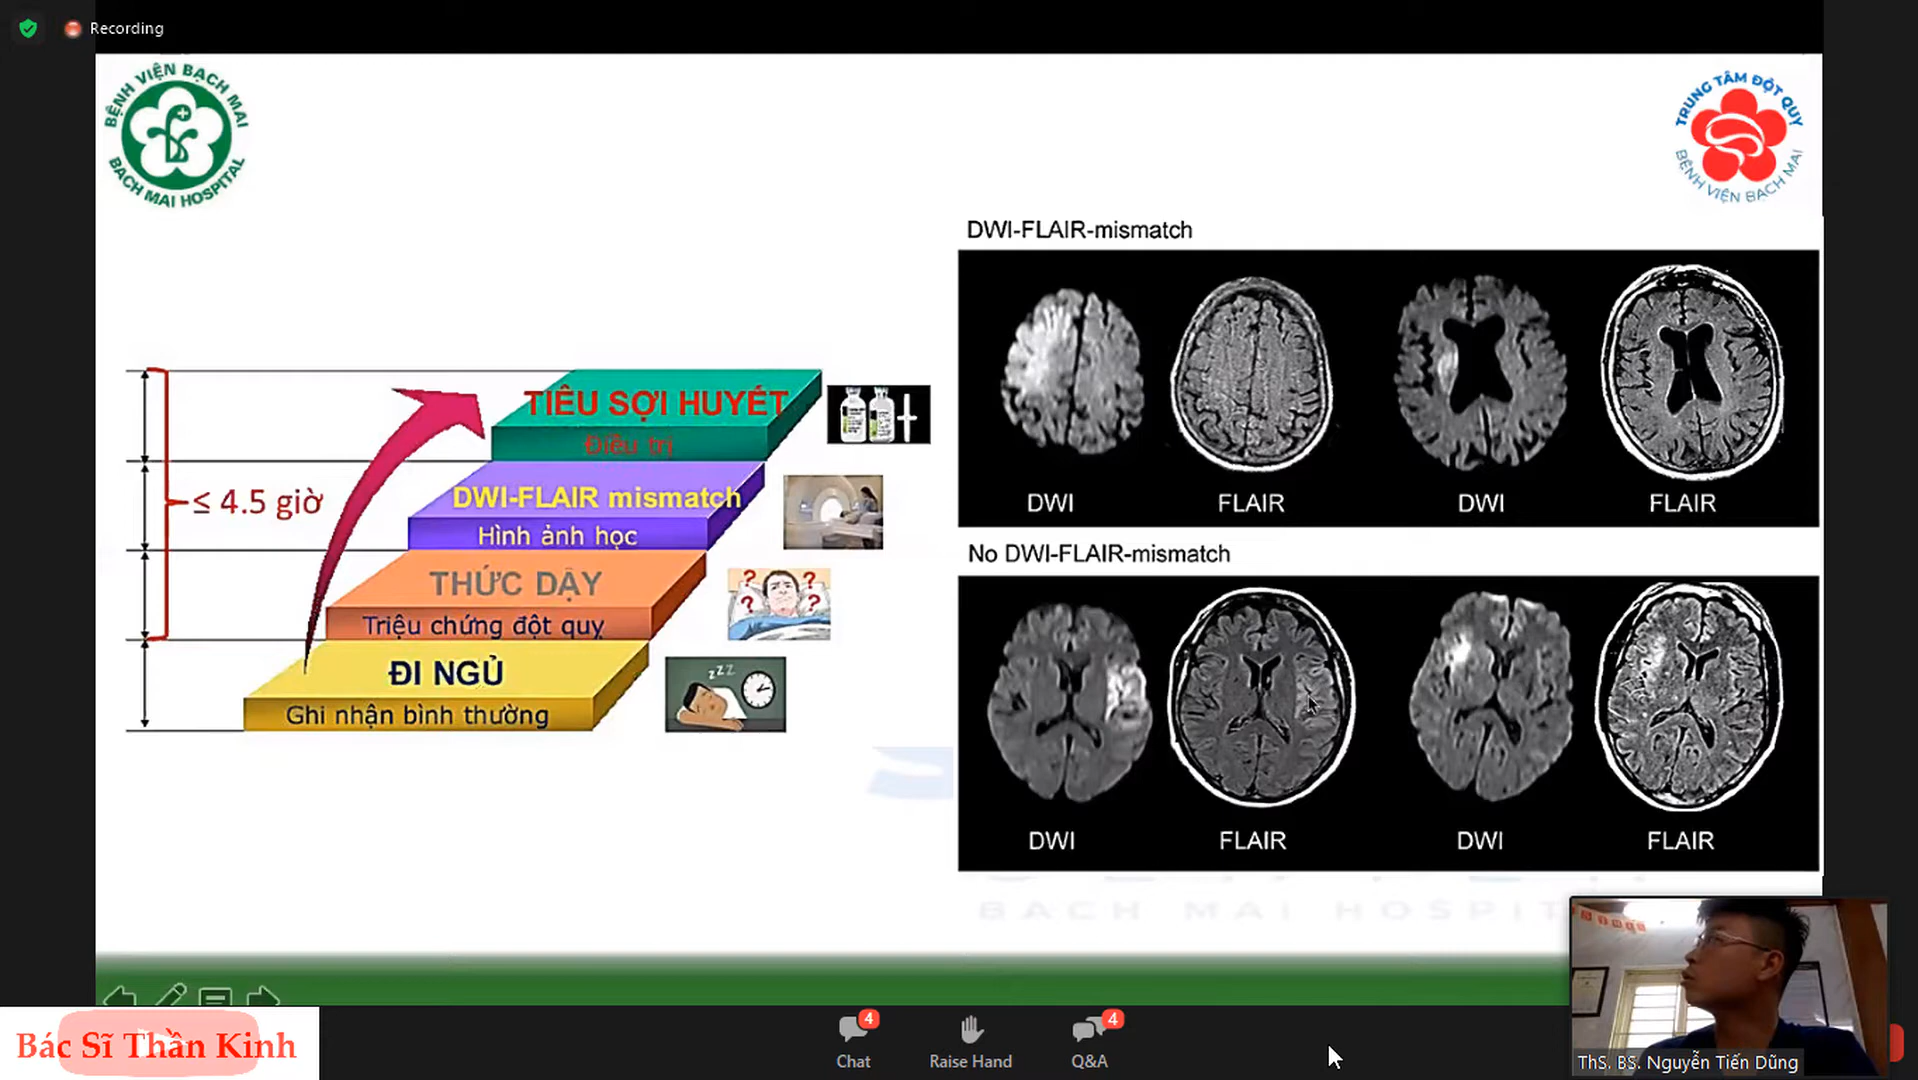 Recording
BỆNH VIỆN BẠCH MAI
BACH MAI HOSPITAL
TRUNG TÂM ĐỘT QUỴ
BỆNH VIỆN BẠCH MAI
DWI-FLAIR-mismatch
DWI
FLAIR
DWI
FLAIR
No DWI-FLAIR-mismatch
DWI
FLAIR
DWI
FLAIR
TIÊU SỢI HUYẾT
Điều trị
DWI-FLAIR mismatch
Hình ảnh học
≤ 4.5 giờ
THỨC DẬY
Triệu chứng đột quỵ
ĐI NGỦ
Ghi nhận bình thường
? ?
? ?
z z z
BACH MAI HOSPIT
Bác Sĩ Thần Kinh
4
Chat
Raise Hand
4
Q&A
ThS. BS. Nguyễn Tiến Dũng